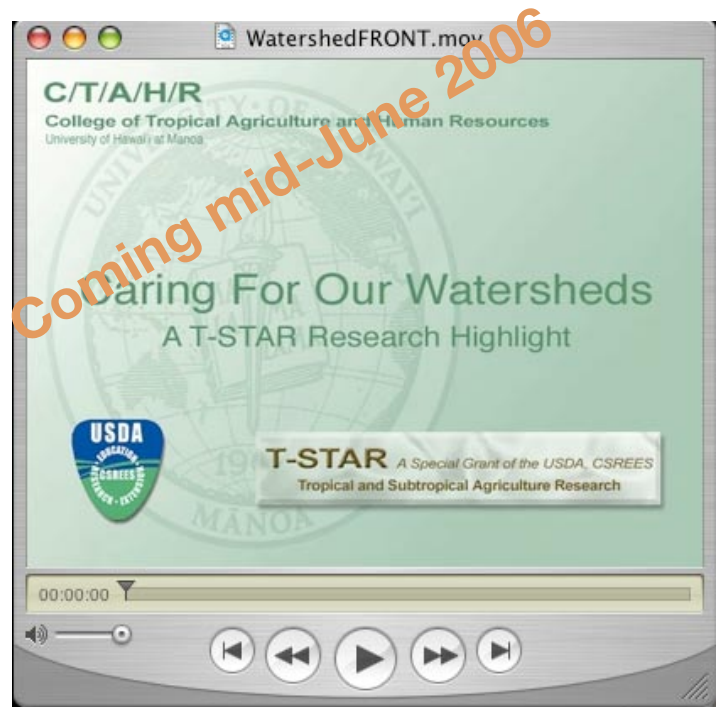 WatershedFRONT.mov
Coming mid-June 2006
C/T/A/H/R
College of Tropical Agriculture and Human Resources
University of Hawai'i at Manoa
Caring For Our Watersheds
A T-STAR Research Highlight
USDA
EDUCATION
CSREES
RESEARCH · EXTENSION
T-STAR A Special Grant of the USDA, CSREES
Tropical and Subtropical Agriculture Research
MĀNOA
00:00:00